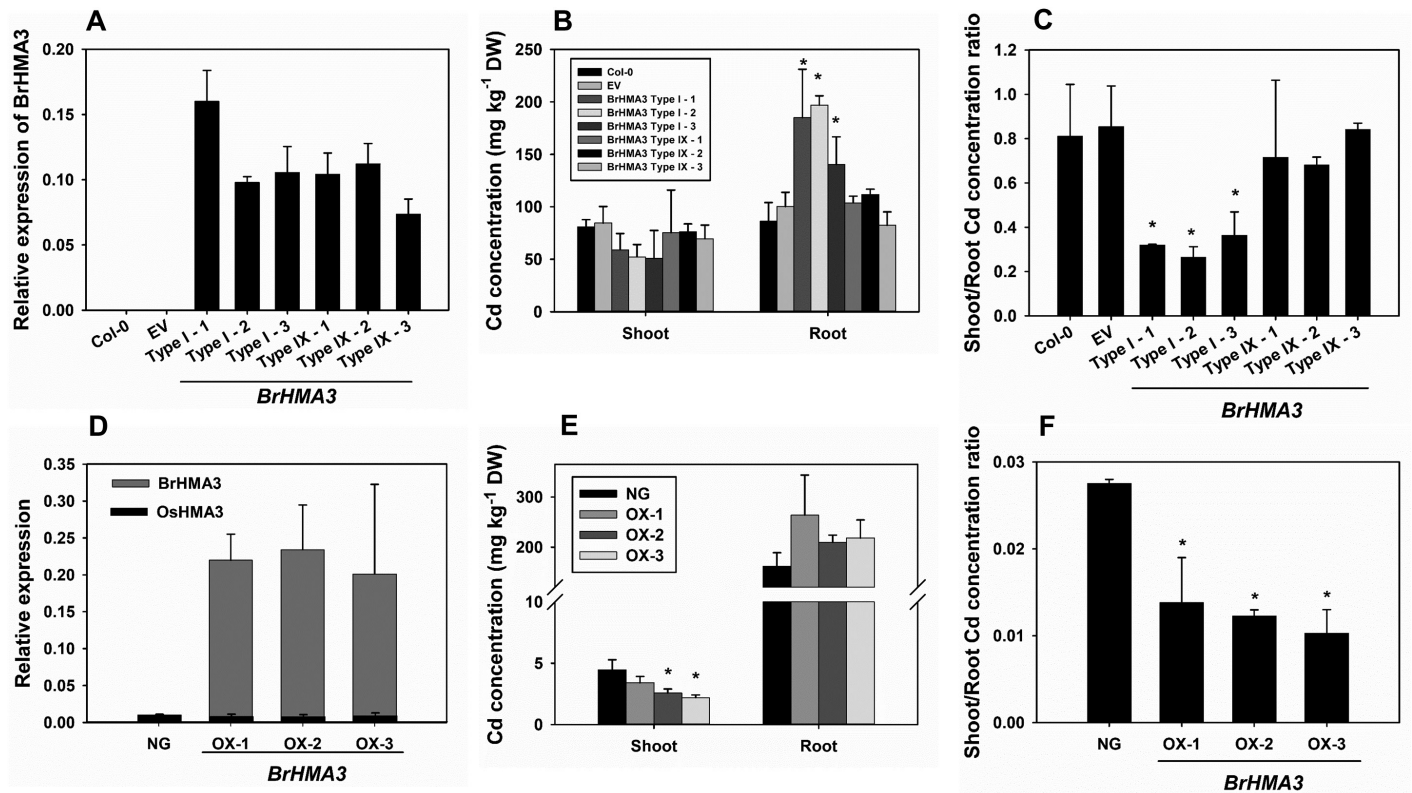 A
Relative expression of BrHMA3
0.20
0.15
0.10
0.05
0.00
Col-0
EV
Type I - 1
Type I - 2
Type I - 3
Type IX - 1
Type IX - 2
Type IX - 3
BrHMA3
B
Cd concentration (mg kg-1 DW)
250
200
150
100
50
0
Col-0
EV
BrHMA3 Type I - 1
BrHMA3 Type I - 2
BrHMA3 Type I - 3
BrHMA3 Type IX - 1
BrHMA3 Type IX - 2
BrHMA3 Type IX - 3
* * *
Shoot Root
C
Shoot/Root Cd concentration ratio
1.2
1.0
0.8
0.6
0.4
0.2
0.0
* * *
Col-0
EV
Type I - 1
Type I - 2
Type I - 3
Type IX - 1
Type IX - 2
Type IX - 3
BrHMA3
D
Relative expression
0.35
0.30
0.25
0.20
0.15
0.10
0.05
0.00
BrHMA3
OsHMA3
NG OX-1 OX-2 OX-3
BrHMA3
E
Cd concentration (mg kg-1 DW)
300
200
10
5
0
NG
OX-1
OX-2
OX-3
* *
Shoot Root
F
Shoot/Root Cd concentration ratio
0.03
0.02
0.01
0.00
* * *
NG OX-1 OX-2 OX-3
BrHMA3